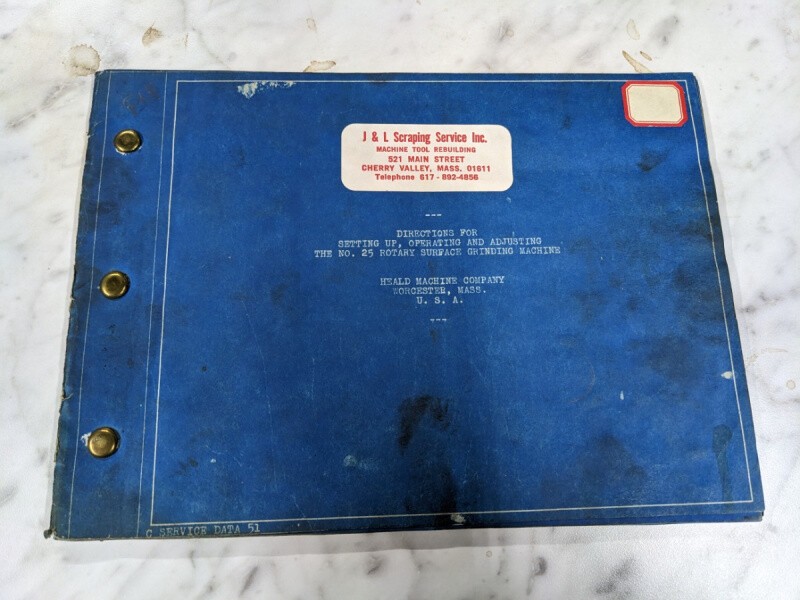 J & L Scraping Service Inc.
MACHINE TOOL REBUILDING
521 MAIN STREET
CHERRY VALLEY, MASS. 01611
Telephone 617 - 892-4856
DIRECTIONS FOR
SETTING UP, OPERATING AND ADJUSTING
THE NO. 25 ROTARY SURFACE GRINDING MACHINE
HEALD MACHINE COMPANY
WORCESTER, MASS.
U. S. A.
C SERVICE DATA 51